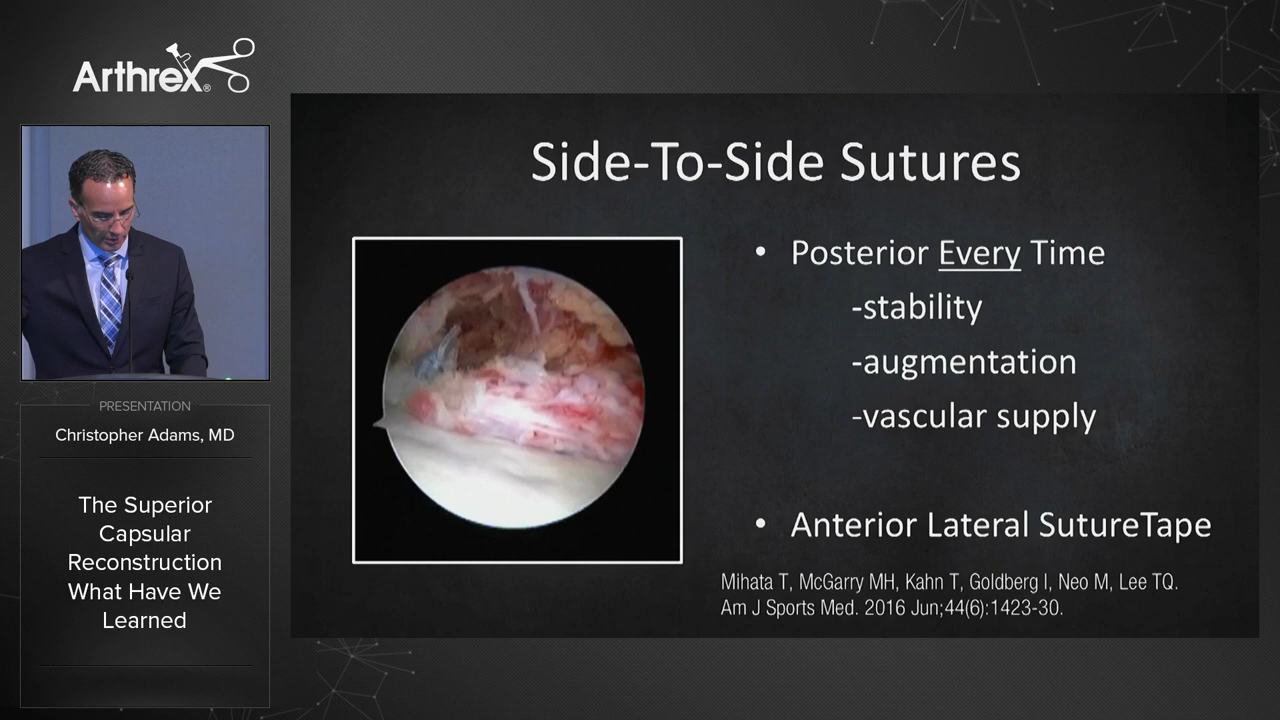 Arthrex®
PRESENTATION
Christopher Adams, MD
The Superior
Capsular
Reconstruction
What Have We
Learned
Side-To-Side Sutures
• Posterior Every Time
-stability
-augmentation
-vascular supply
• Anterior Lateral SutureTape
Mihata T, McGarry MH, Kahn T, Goldberg I, Neo M, Lee TQ.
Am J Sports Med. 2016 Jun;44(6):1423-30.